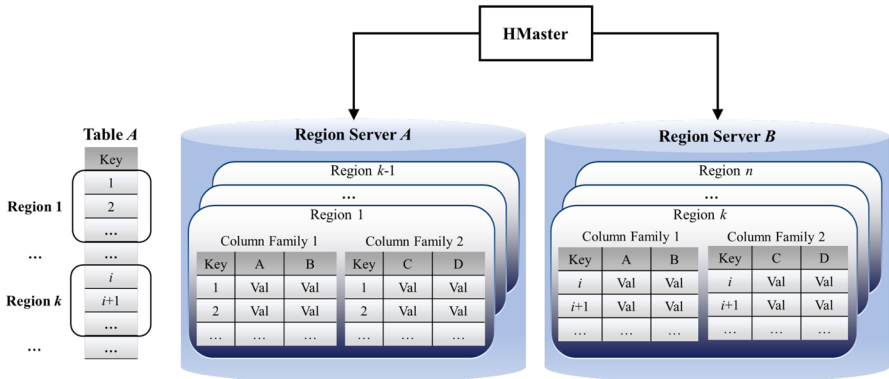 HMaster
Table A
Key
1
2
...
...
i
i+1
...
...
Region 1
...
Region k
...
Region Server A
Region k-1
...
Region 1
Column Family 1
Key A B
1 Val Val
2 Val Val
... ... ...
Column Family 2
Key C D
1 Val Val
2 Val Val
... ... ...
Region Server B
Region n
...
Region k
Column Family 1
Key A B
i Val Val
i+1 Val Val
... ... ...
Column Family 2
Key C D
i Val Val
i+1 Val Val
... ... ...